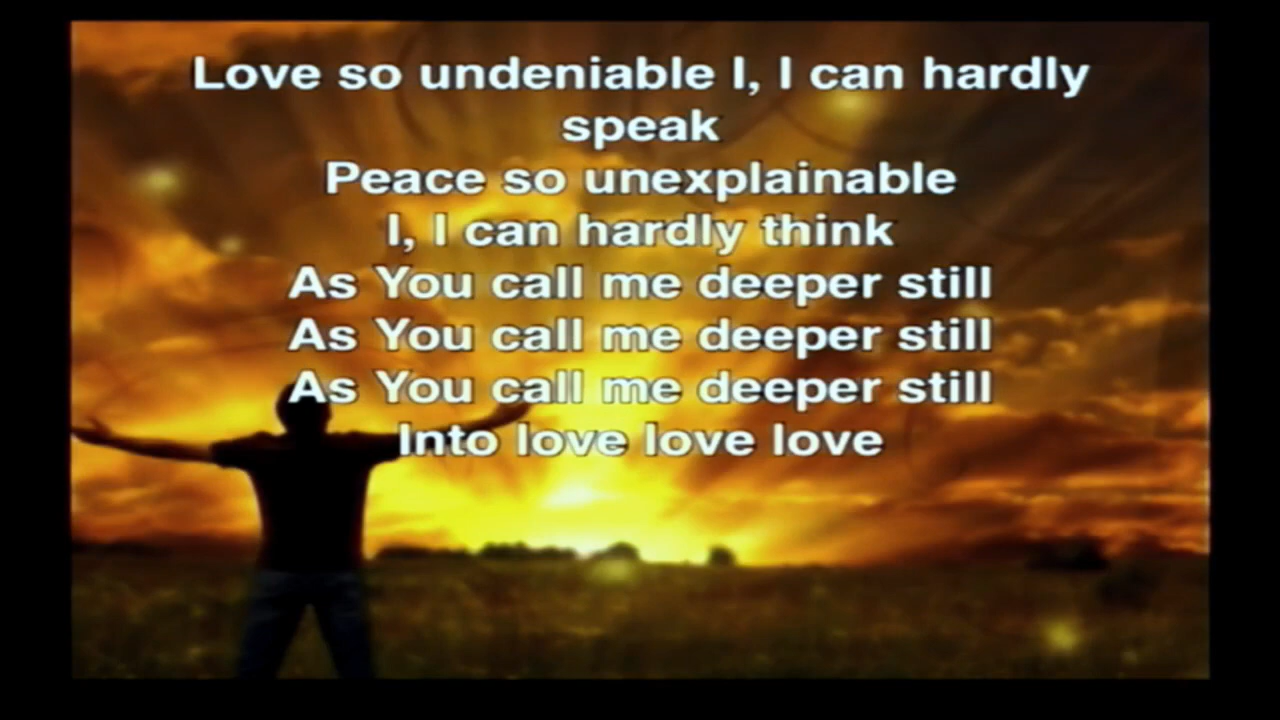 Love so undeniable I, I can hardly
speak
Peace so unexplainable
I, I can hardly think
As You call me deeper still
As You call me deeper still
As You call me deeper still
Into love love love